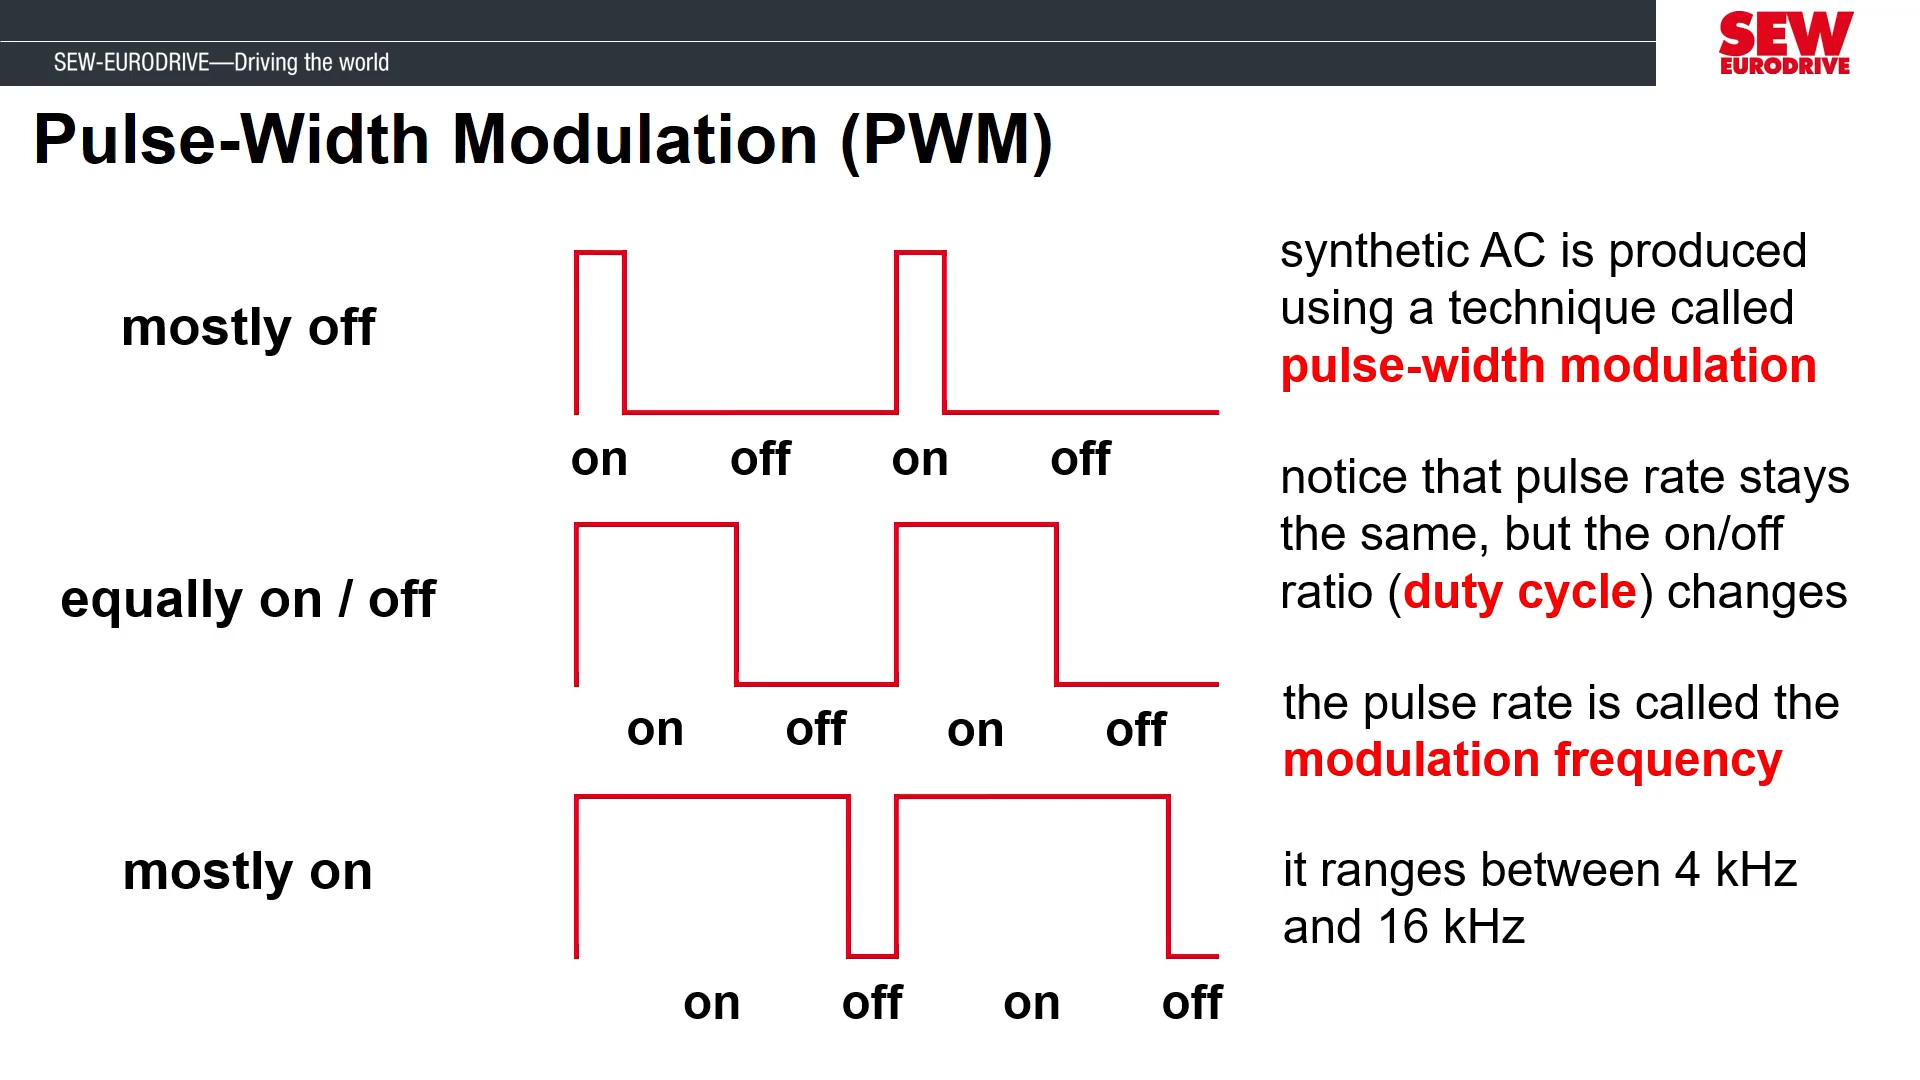 SEW-EURODRIVE—Driving the world
SEW
EURODRIVE
Pulse-Width Modulation (PWM)
mostly off
on off on off
equally on / off
on off on off
mostly on
on off on off
synthetic AC is produced
using a technique called
pulse-width modulation
notice that pulse rate stays
the same, but the on/off
ratio (duty cycle) changes
the pulse rate is called the
modulation frequency
it ranges between 4 kHz
and 16 kHz